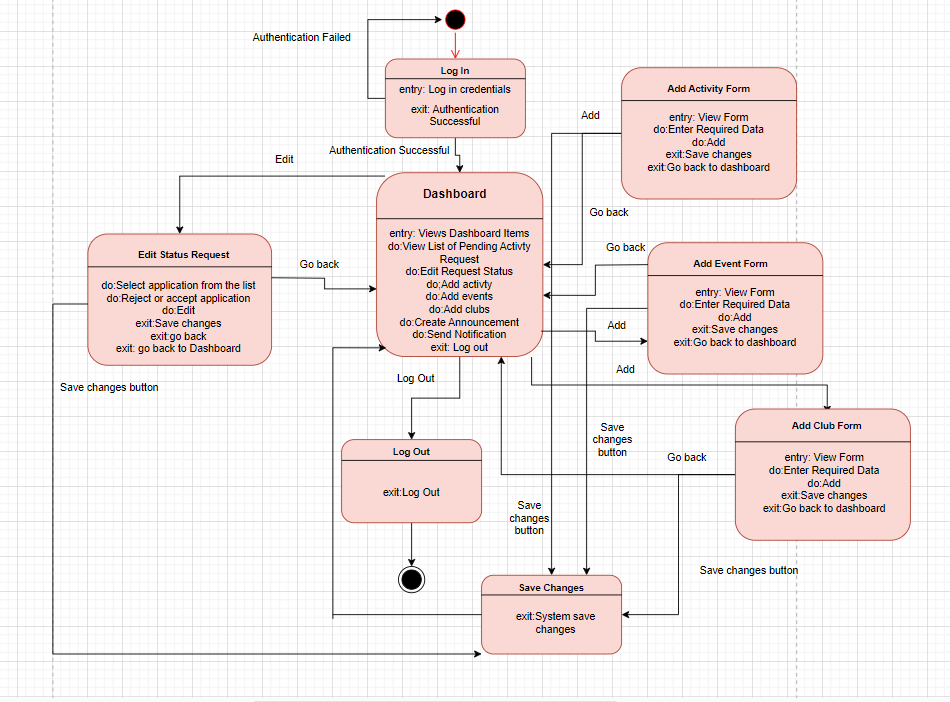 Authentication Failed
Log In
entry: Log in credentials
exit: Authentication
Successful
Authentication Successful
Add Activity Form
entry: View Form
do:Enter Required Data
do:Add
exit:Save changes
exit:Go back to dashboard
Add
Edit
Dashboard
entry: Views Dashboard Items
do:View List of Pending Activty
Request
do:Edit Request Status
do;Add activty
do:Add events
do:Add clubs
do:Create Announcement
do:Send Notification
exit: Log out
Go back
Edit Status Request
do:Select application from the list
do:Reject or accept application
do:Edit
exit:Save changes
exit:go back
exit: go back to Dashboard
Go back
Go back
Add Event Form
entry: View Form
do:Enter Required Data
do:Add
exit:Save changes
exit:Go back to dashboard
Add
Add
Save changes button
Log Out
Log Out
exit:Log Out
Save
changes
button
Go back
Add Club Form
entry: View Form
do:Enter Required Data
do:Add
exit:Save changes
exit:Go back to dashboard
Save
changes
button
Save changes button
Save Changes
exit:System save
changes